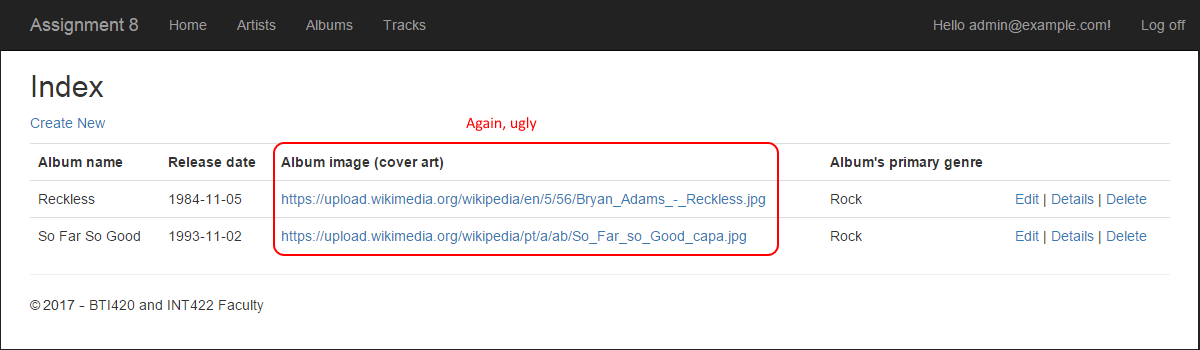 Assignment 8 Home Artists Albums Tracks Hello admin@example.com! Log off
Index
Create New
Again, ugly
Album name Release date Album image (cover art) Album's primary genre
Reckless 1984-11-05 https://upload.wikimedia.org/wikipedia/en/5/56/Bryan_Adams_-_Reckless.jpg Rock Edit | Details | Delete
So Far So Good 1993-11-02 https://upload.wikimedia.org/wikipedia/pt/a/ab/So_Far_so_Good_capa.jpg Rock Edit | Details | Delete
© 2017 - BTI420 and INT422 Faculty